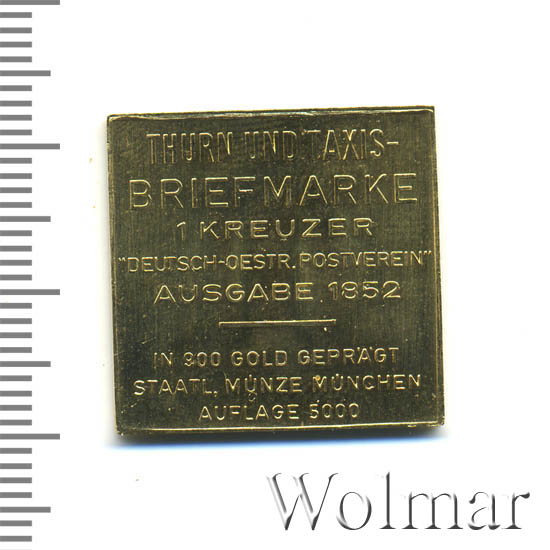 THURN UND TAXIS-
BRIEFMARKE
1 KREUZER
"DEUTSCH-OESTR. POSTVEREIN"
AUSGABE 1852
IN 900 GOLD GEPRÄGT
STAATL. MÜNZE MÜNCHEN
AUFLAGE 5000
Wolmar